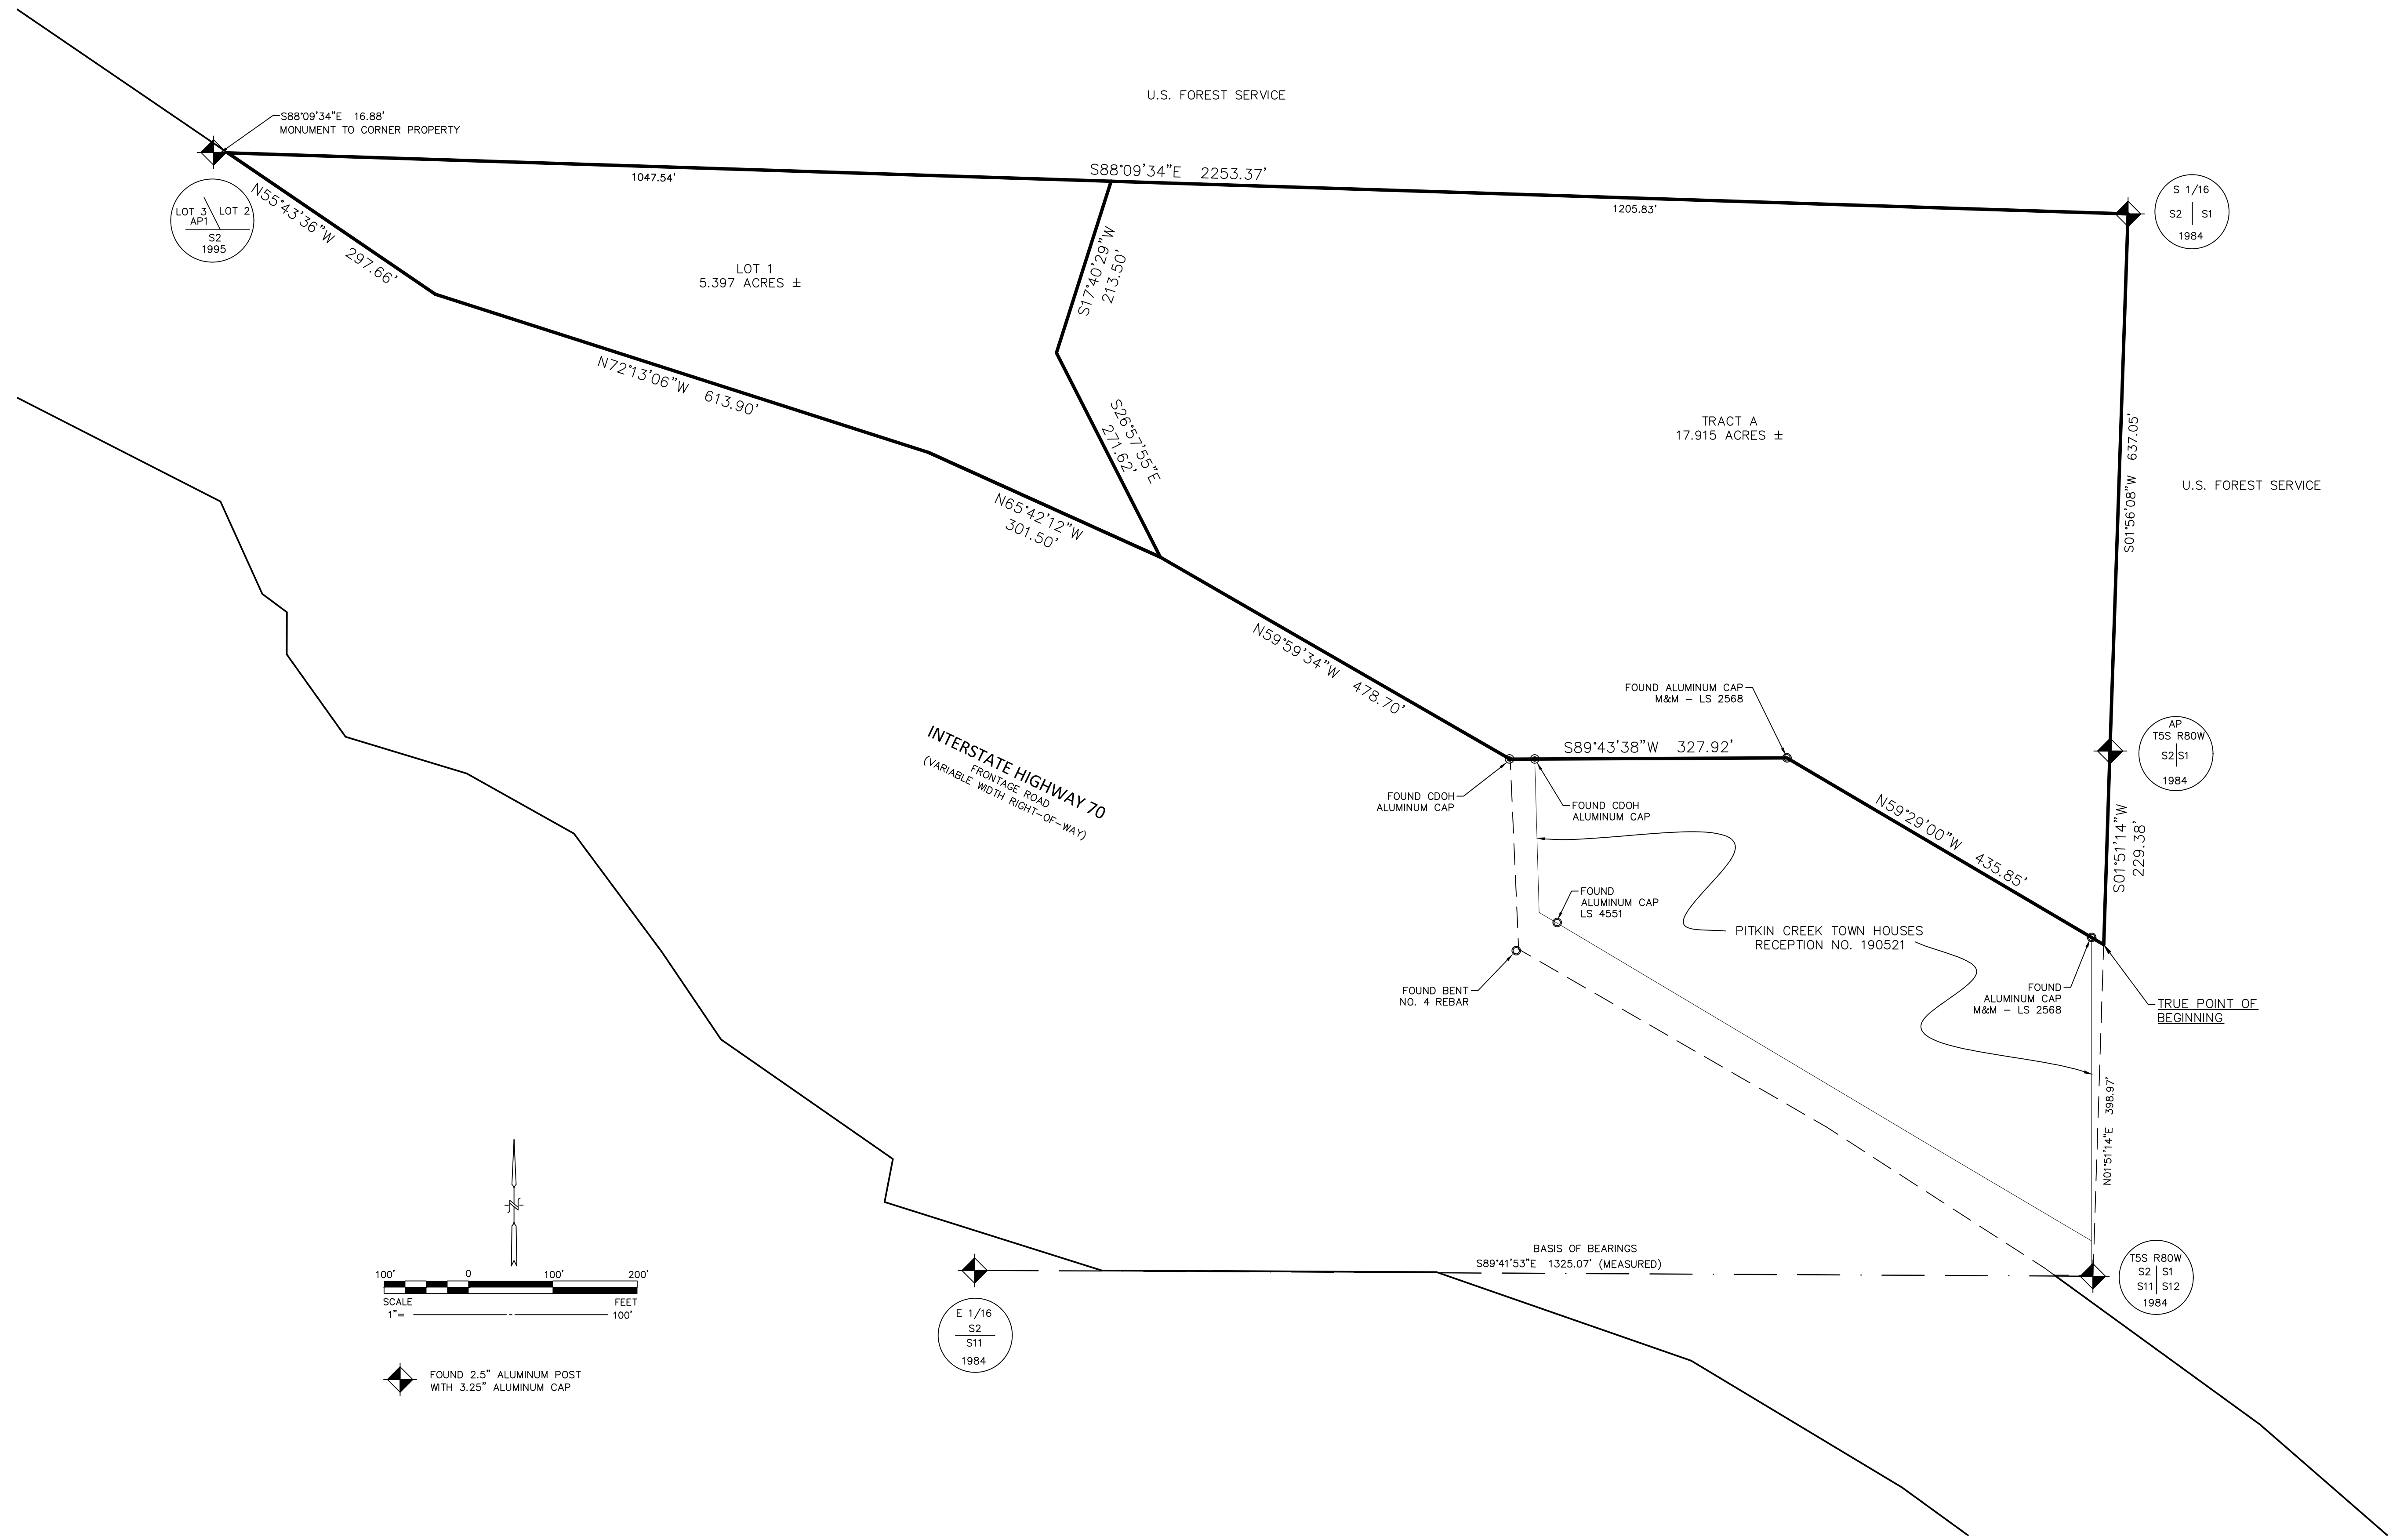 U.S. FOREST SERVICE
S88°09'34"E 16.88'
MONUMENT TO CORNER PROPERTY
S88°09'34"E 2253.37'
1047.54'
1205.83'
S 1/16
S2 S1
1984
LOT 3 LOT 2
AP1
S2
1995
N55°43'36"W 297.66'
LOT 1
5.397 ACRES ±
S17°40'29"W
213.50'
N72°13'06"W 613.90'
S26°57'55"E
271.62'
TRACT A
17.915 ACRES ±
S01°56'08"W 637.05'
U.S. FOREST SERVICE
N65°42'12"W
301.50'
N59°59'34"W 478.70'
FOUND ALUMINUM CAP
M&M – LS 2568
S89°43'38"W 327.92'
AP
T5S R80W
S2 S1
1984
INTERSTATE HIGHWAY 70
FRONTAGE ROAD
(VARIABLE WIDTH RIGHT-OF-WAY)
FOUND CDOH
ALUMINUM CAP
FOUND CDOH
ALUMINUM CAP
N59°29'00"W 435.85'
S01°51'14"W
229.38'
FOUND
ALUMINUM CAP
LS 4551
PITKIN CREEK TOWN HOUSES
RECEPTION NO. 190521
FOUND BENT
NO. 4 REBAR
FOUND
ALUMINUM CAP
M&M – LS 2568
TRUE POINT OF
BEGINNING
N01°51'14"E 398.97'
BASIS OF BEARINGS
S89°41'53"E 1325.07' (MEASURED)
T5S R80W
S2 S1
S11 S12
1984
E 1/16
S2
S11
1984
N
100' 0 100' 200'
SCALE FEET
1"= 100'
FOUND 2.5" ALUMINUM POST
WITH 3.25" ALUMINUM CAP